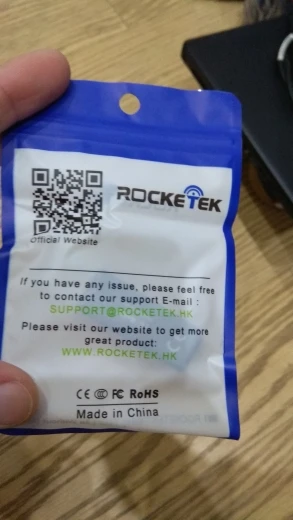 ROCKETEK
Official Website
If you have any issue, please feel free
to contact our support E-mail :
SUPPORT@ROCKETEK.HK
Please visit our website to get more
great product:
WWW.ROCKETEK.HK
CE FC RoHS
Made in China